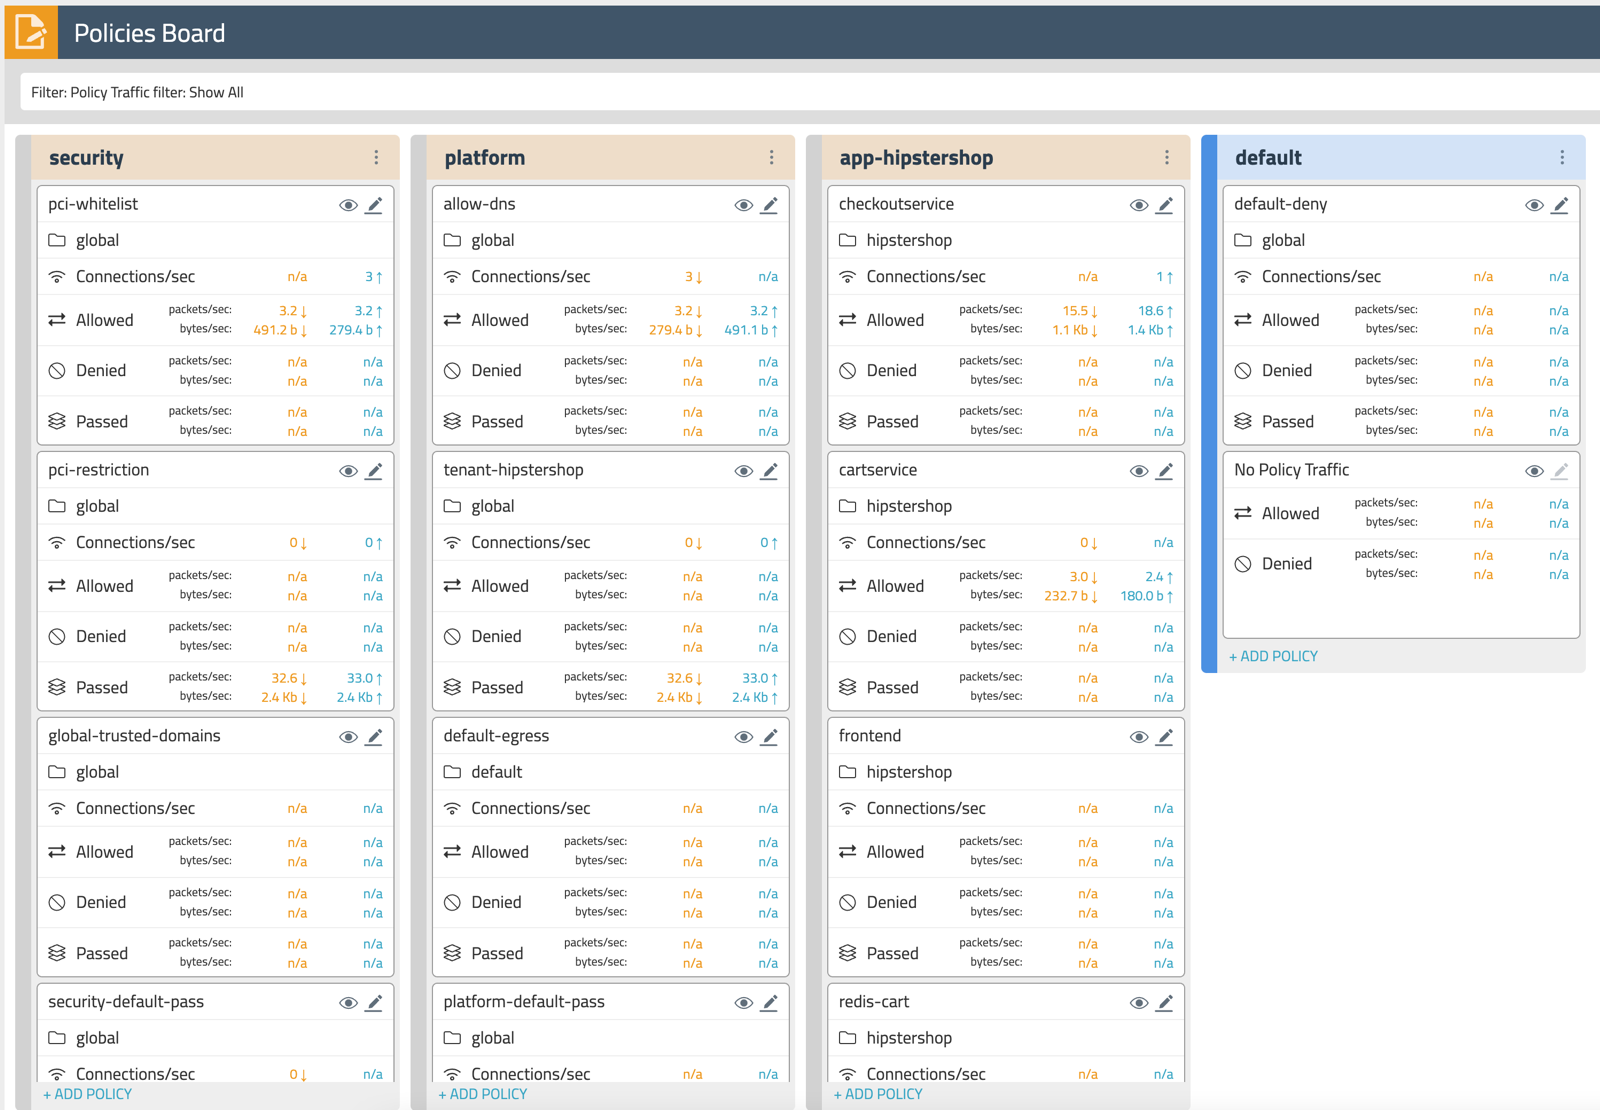 Policies Board
Filter: Policy Traffic filter: Show All
security
pci-whitelist
global
Connections/sec n/a 3 ↑
Allowed packets/sec: 3.2 ↓ 3.2 ↑
bytes/sec: 491.2 b ↓ 279.4 b ↑
Denied packets/sec: n/a n/a
bytes/sec: n/a n/a
Passed packets/sec: n/a n/a
bytes/sec: n/a n/a
pci-restriction
global
Connections/sec 0 ↓ 0 ↑
Allowed packets/sec: n/a n/a
bytes/sec: n/a n/a
Denied packets/sec: n/a n/a
bytes/sec: n/a n/a
Passed packets/sec: 32.6 ↓ 33.0 ↑
bytes/sec: 2.4 Kb ↓ 2.4 Kb ↑
global-trusted-domains
global
Connections/sec n/a n/a
Allowed packets/sec: n/a n/a
bytes/sec: n/a n/a
Denied packets/sec: n/a n/a
bytes/sec: n/a n/a
Passed packets/sec: n/a n/a
bytes/sec: n/a n/a
security-default-pass
global
Connections/sec 0 ↓ n/a
+ ADD POLICY
platform
allow-dns
global
Connections/sec 3 ↓ n/a
Allowed packets/sec: 3.2 ↓ 3.2 ↑
bytes/sec: 279.4 b ↓ 491.1 b ↑
Denied packets/sec: n/a n/a
bytes/sec: n/a n/a
Passed packets/sec: n/a n/a
bytes/sec: n/a n/a
tenant-hipstershop
global
Connections/sec 0 ↓ 0 ↑
Allowed packets/sec: n/a n/a
bytes/sec: n/a n/a
Denied packets/sec: n/a n/a
bytes/sec: n/a n/a
Passed packets/sec: 32.6 ↓ 33.0 ↑
bytes/sec: 2.4 Kb ↓ 2.4 Kb ↑
default-egress
default
Connections/sec n/a n/a
Allowed packets/sec: n/a n/a
bytes/sec: n/a n/a
Denied packets/sec: n/a n/a
bytes/sec: n/a n/a
Passed packets/sec: n/a n/a
bytes/sec: n/a n/a
platform-default-pass
global
Connections/sec n/a n/a
+ ADD POLICY
app-hipstershop
checkoutservice
hipstershop
Connections/sec n/a 1 ↑
Allowed packets/sec: 15.5 ↓ 18.6 ↑
bytes/sec: 1.1 Kb ↓ 1.4 Kb ↑
Denied packets/sec: n/a n/a
bytes/sec: n/a n/a
Passed packets/sec: n/a n/a
bytes/sec: n/a n/a
cartservice
hipstershop
Connections/sec 0 ↓ n/a
Allowed packets/sec: 3.0 ↓ 2.4 ↑
bytes/sec: 232.7 b ↓ 180.0 b ↑
Denied packets/sec: n/a n/a
bytes/sec: n/a n/a
Passed packets/sec: n/a n/a
bytes/sec: n/a n/a
frontend
hipstershop
Connections/sec n/a n/a
Allowed packets/sec: n/a n/a
bytes/sec: n/a n/a
Denied packets/sec: n/a n/a
bytes/sec: n/a n/a
Passed packets/sec: n/a n/a
bytes/sec: n/a n/a
redis-cart
hipstershop
Connections/sec n/a n/a
+ ADD POLICY
default
default-deny
global
Connections/sec n/a n/a
Allowed packets/sec: n/a n/a
bytes/sec: n/a n/a
Denied packets/sec: n/a n/a
bytes/sec: n/a n/a
Passed packets/sec: n/a n/a
bytes/sec: n/a n/a
No Policy Traffic
Allowed packets/sec: n/a n/a
bytes/sec: n/a n/a
Denied packets/sec: n/a n/a
bytes/sec: n/a n/a
+ ADD POLICY